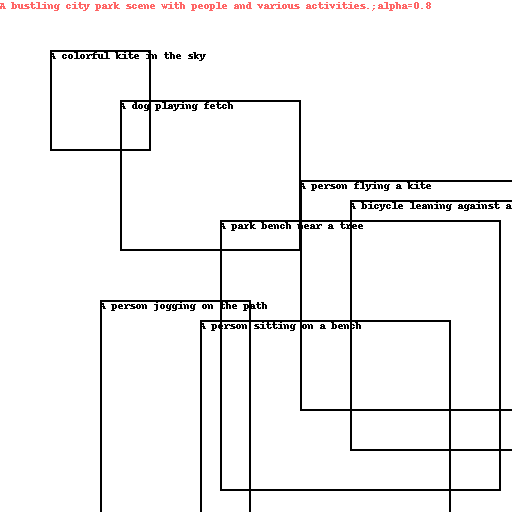 A bustling city park scene with people and various activities.;alpha=0.8
A colorful kite in the sky
A dog playing fetch
A person flying a kite
A bicycle leaning against a
A park bench near a tree
A person jogging on the path
A person sitting on a bench